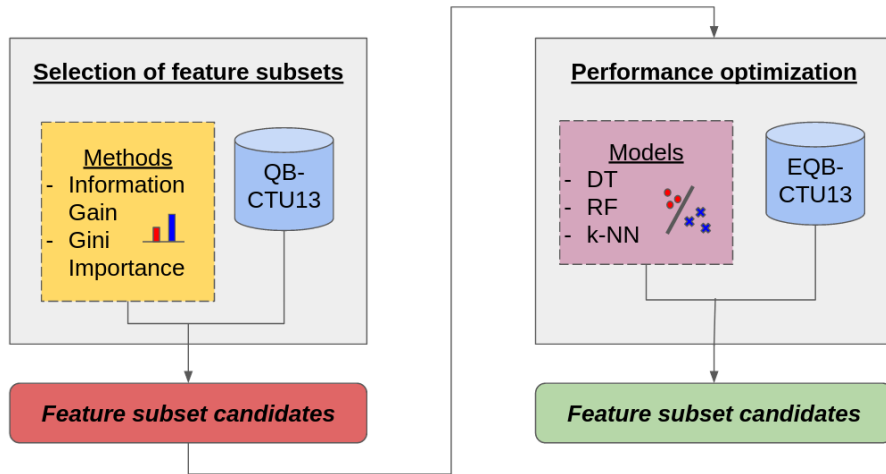 Selection of feature subsets
Methods
- Information
Gain
- Gini
Importance
QB-
CTU13
Feature subset candidates
Performance optimization
Models
- DT
- RF
- k-NN
EQB-
CTU13
Feature subset candidates